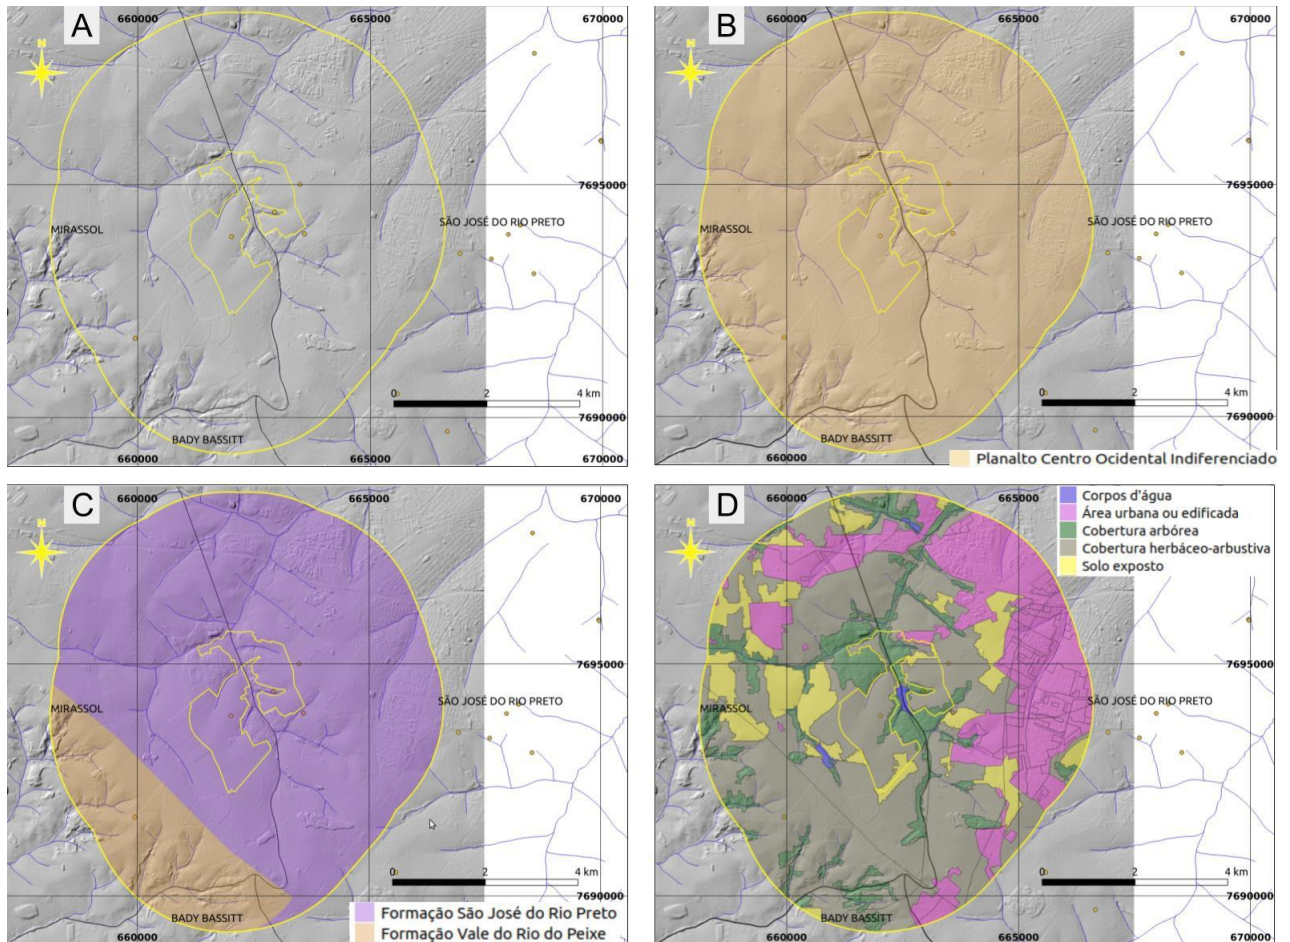 A
660000
665000
670000
N
7695000
SÃO JOSÉ DO RIO PRETO
MIRASSOL
0 2 4 km
7690000
BADY BASSITT
660000
665000
670000
B
660000
665000
670000
N
7695000
SÃO JOSÉ DO RIO PRETO
MIRASSOL
0 2 4 km
7690000
BADY BASSITT
660000
Planalto Centro Ocidental Indiferenciado
C
660000
665000
670000
N
7695000
SÃO JOSÉ DO RIO PRETO
MIRASSOL
0 2 4 km
7690000
BADY BASSITT
Formação São José do Rio Preto
Formação Vale do Rio do Peixe
660000
D
660000
665000
Corpos d'água
Área urbana ou edificada
Cobertura arbórea
Cobertura herbáceo-arbustiva
Solo exposto
N
7695000
SÃO JOSÉ DO RIO PRETO
MIRASSOL
0 2 4 km
7690000
BADY BASSITT
660000
665000
670000